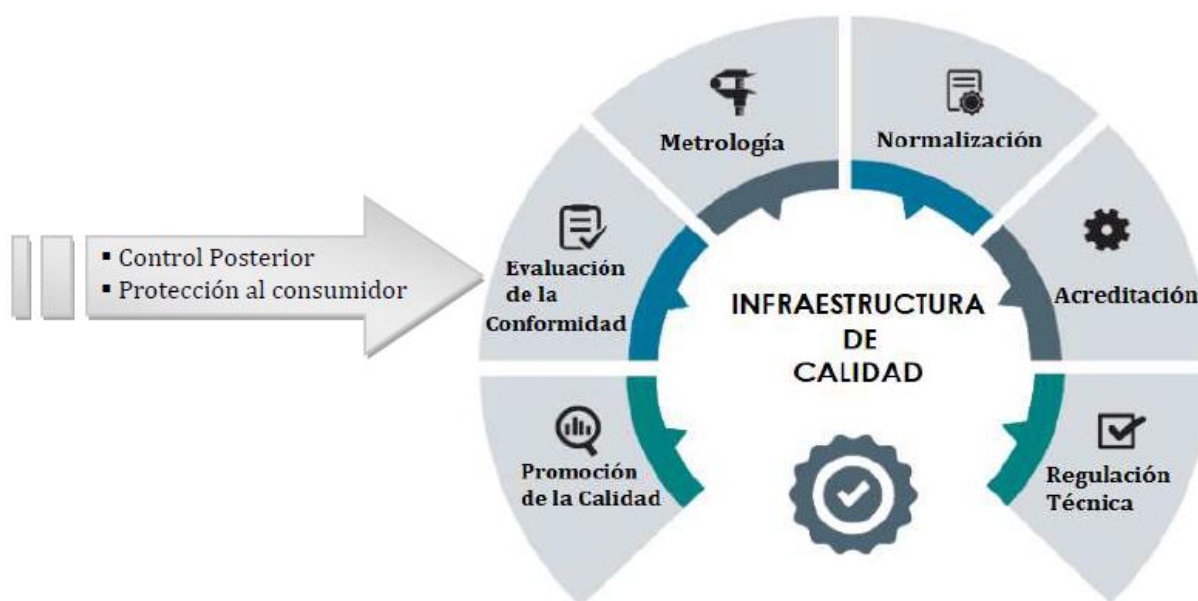 ▪ Control Posterior
▪ Protección al consumidor
Promoción
de la Calidad
Evaluación
de la
Conformidad
Metrología
Normalización
Acreditación
Regulación
Técnica
INFRAESTRUCTURA
DE
CALIDAD